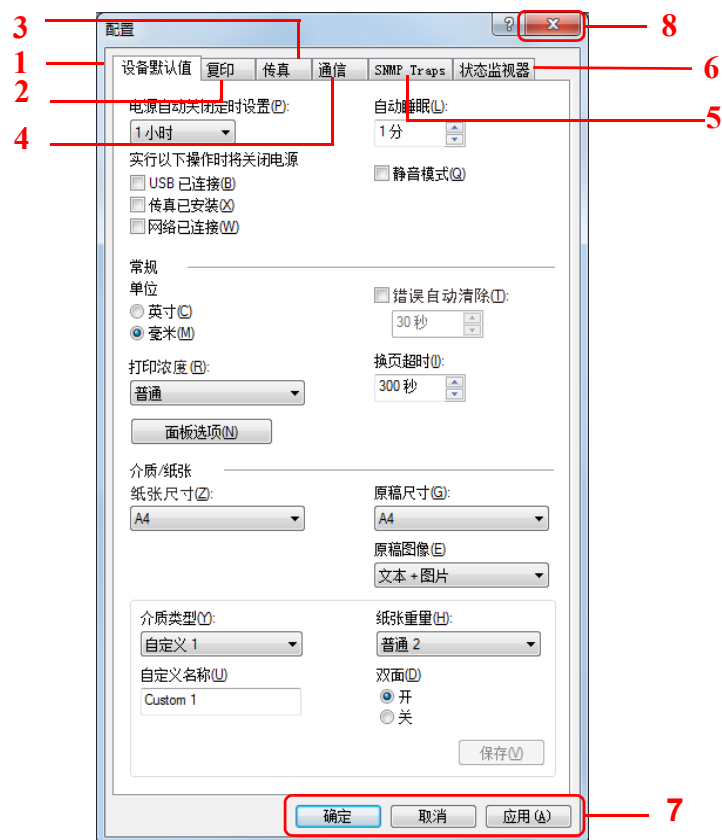 配置
? x
3
8
1
设备默认值 复印 传真 通信 SNMP Traps 状态监视器
6
2
电源自动关闭定时设置(P):
自动睡眠(L):
5
4
1 小时
1 分
实行以下操作时将关闭电源
静音模式(Q)
USB 已连接(B)
传真已安装(X)
网络已连接(W)
常规
单位
错误自动清除(T):
英寸(C)
30 秒
毫米(M)
打印浓度(R):
换页超时(I):
普通
300 秒
面板选项(N)
介质/纸张
纸张尺寸(Z):
原稿尺寸(G):
A4
A4
原稿图像(E)
文本 + 图片
介质类型(Y):
纸张重量(H):
自定义 1
普通 2
自定义名称(U)
双面(D)
Custom 1
开
关
保存(V)
确定 取消 应用(A)
7